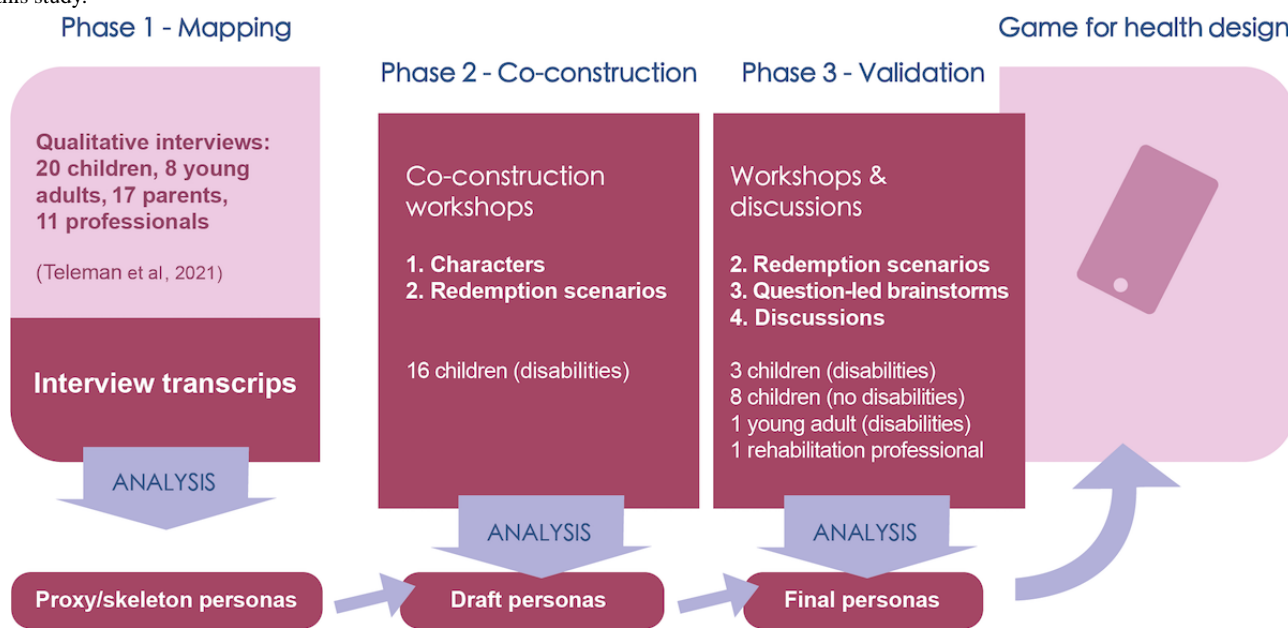 this study.
Phase 1 - Mapping
Qualitative interviews:
20 children, 8 young
adults, 17 parents,
11 professionals
(Teleman et al, 2021)
Interview transcrips
ANALYSIS
Proxy/skeleton personas
Phase 2 - Co-construction
Co-construction
workshops
1. Characters
2. Redemption scenarios
16 children (disabilities)
ANALYSIS
Draft personas
Phase 3 - Validation
Workshops &
discussions
2. Redemption scenarios
3. Question-led brainstorms
4. Discussions
3 children (disabilities)
8 children (no disabilities)
1 young adult (disabilities)
1 rehabilitation professional
ANALYSIS
Final personas
Game for health design